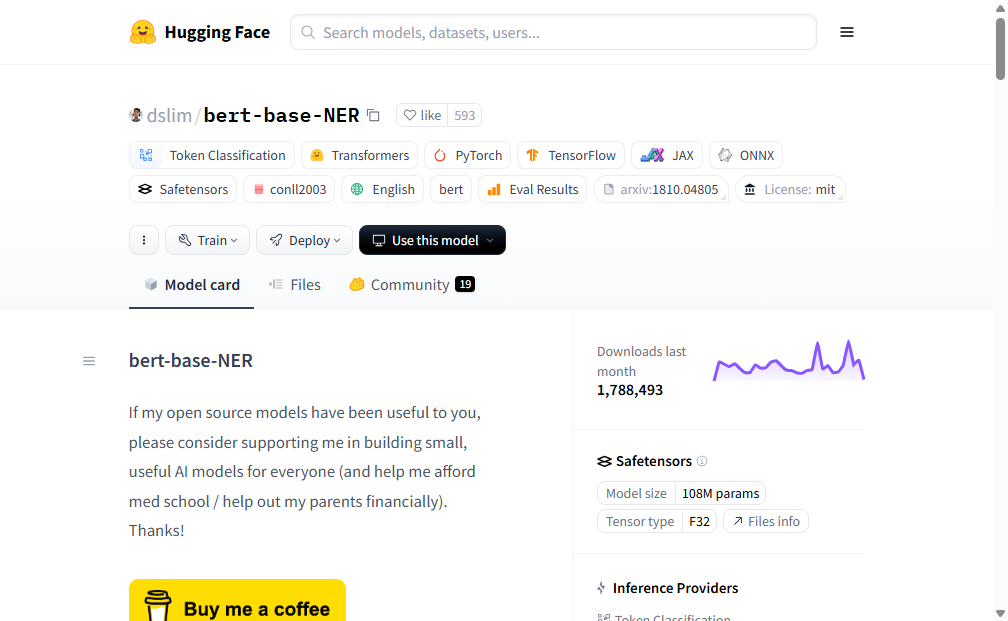 Hugging Face
Search models, datasets, users...
dslim/bert-base-NER
like 593
Token Classification Transformers PyTorch TensorFlow JAX ONNX
Safetensors conll2003 English bert Eval Results arxiv:1810.04805 License: mit
Train Deploy Use this model
Model card Files Community 19
bert-base-NER
If my open source models have been useful to you,
please consider supporting me in building small,
useful AI models for everyone (and help me afford
med school / help out my parents financially).
Thanks!
Buy me a coffee
Downloads last
month
1,788,493
Safetensors
Model size 108M params
Tensor type F32 Files info
Inference Providers
Token Classification